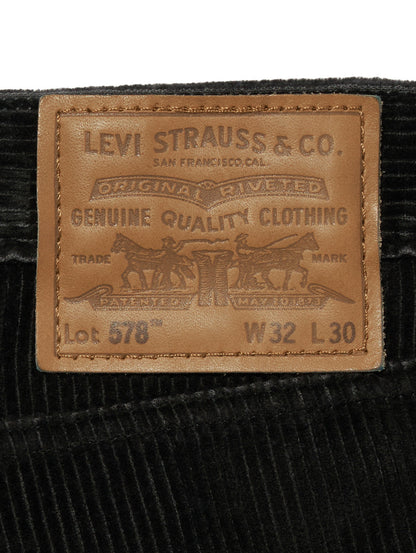 LEVI STRAUSS & CO.
SAN FRANCISCO, CAL.
ORIGINAL RIVETED
GENUINE QUALITY CLOTHING
TRADE MARK
PATENTED MAY 20 1873
Lot 578™ W32 L30